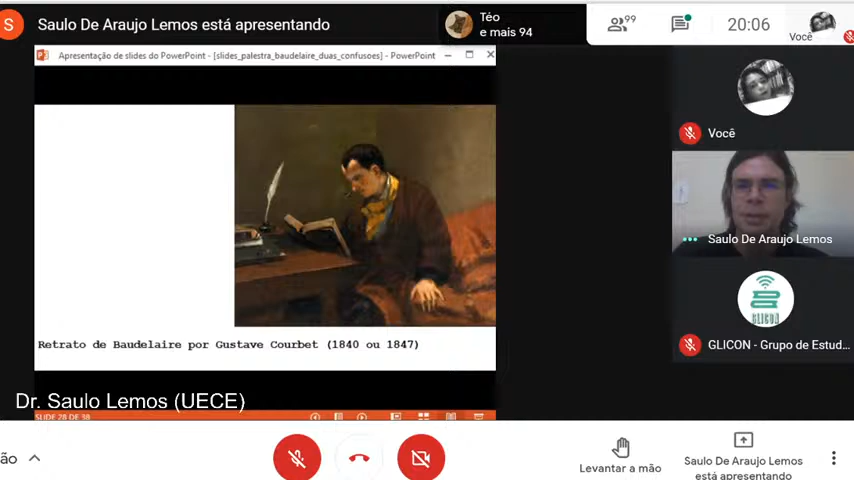 S
Saulo De Araujo Lemos está apresentando
Téo
e mais 94
99
20:06
Você
Apresentação de slides do PowerPoint - [slides_palestra_baudelaire_duas_confusoes] - PowerPoint
Você
Saulo De Araujo Lemos
GLICON
GLICON - Grupo de Estud...
Retrato de Baudelaire por Gustave Courbet (1840 ou 1847)
Dr. Saulo Lemos (UECE)
SLIDE 28 DE 38
ão
Levantar a mão
Saulo De Araujo Lemos
está apresentando